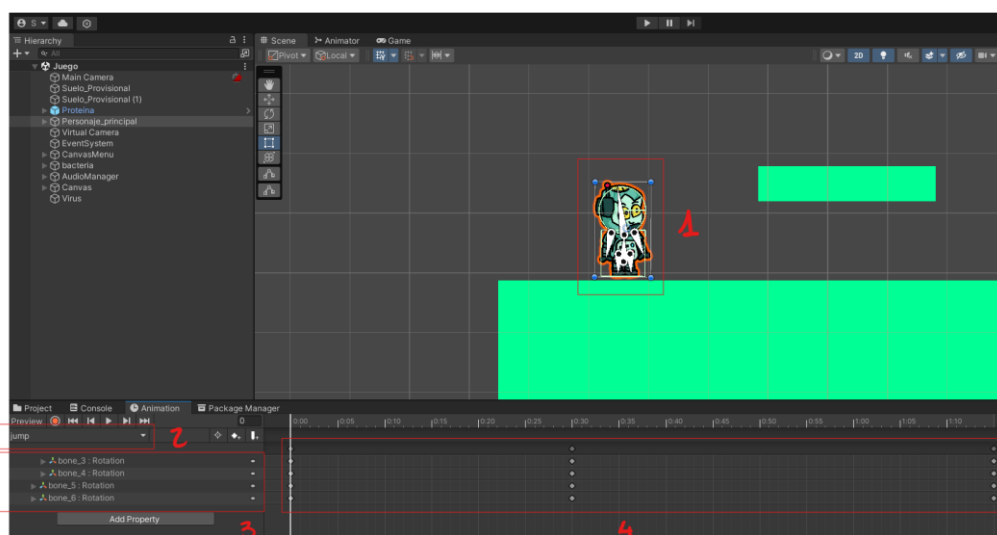 S
Hierarchy
Scene
Animator
Game
All
Pivot
Local
2D
Juego
Main Camera
Suelo_Provisional
Suelo_Provisional (1)
Proteina
Personaje_principal
Virtual Camera
EventSystem
CanvasMenu
bacteria
AudioManager
Canvas
Virus
1
Project
Console
Animation
Package Manager
Preview
0
0:00
0:05
0:10
0:15
0:20
0:25
0:30
0:35
0:40
0:45
0:50
0:55
1:00
1:05
1:10
jump
2
bone_3 : Rotation
bone_4 : Rotation
bone_5 : Rotation
bone_6 : Rotation
Add Property
3
4